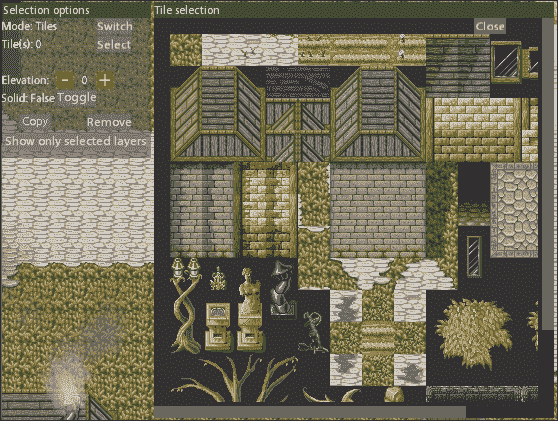 Selection options
Mode: Tiles Switch
Tile(s): 0 Select
Elevation: - 0 +
Solid: False Toggle
Copy Remove
Show only selected layers
Tile selection
Close